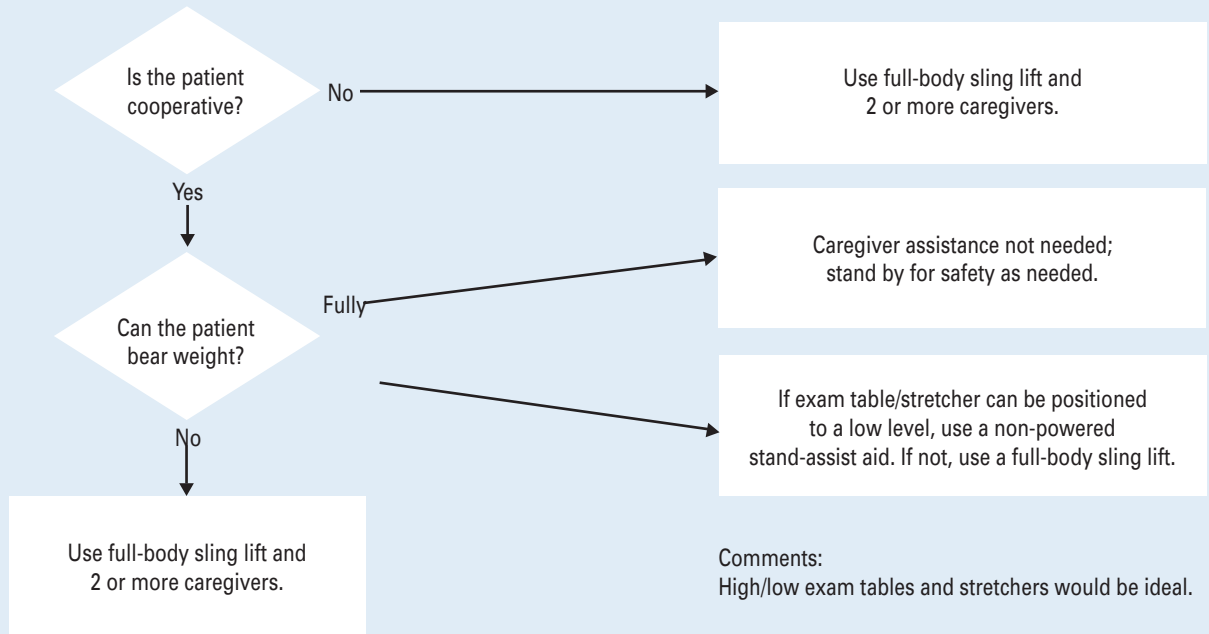 Is the patient
cooperative?
No
Use full-body sling lift and
2 or more caregivers.
Yes
Caregiver assistance not needed;
stand by for safety as needed.
Fully
Can the patient
bear weight?
If exam table/stretcher can be positioned
to a low level, use a non-powered
stand-assist aid. If not, use a full-body sling lift.
No
Use full-body sling lift and
2 or more caregivers.
Comments:
High/low exam tables and stretchers would be ideal.